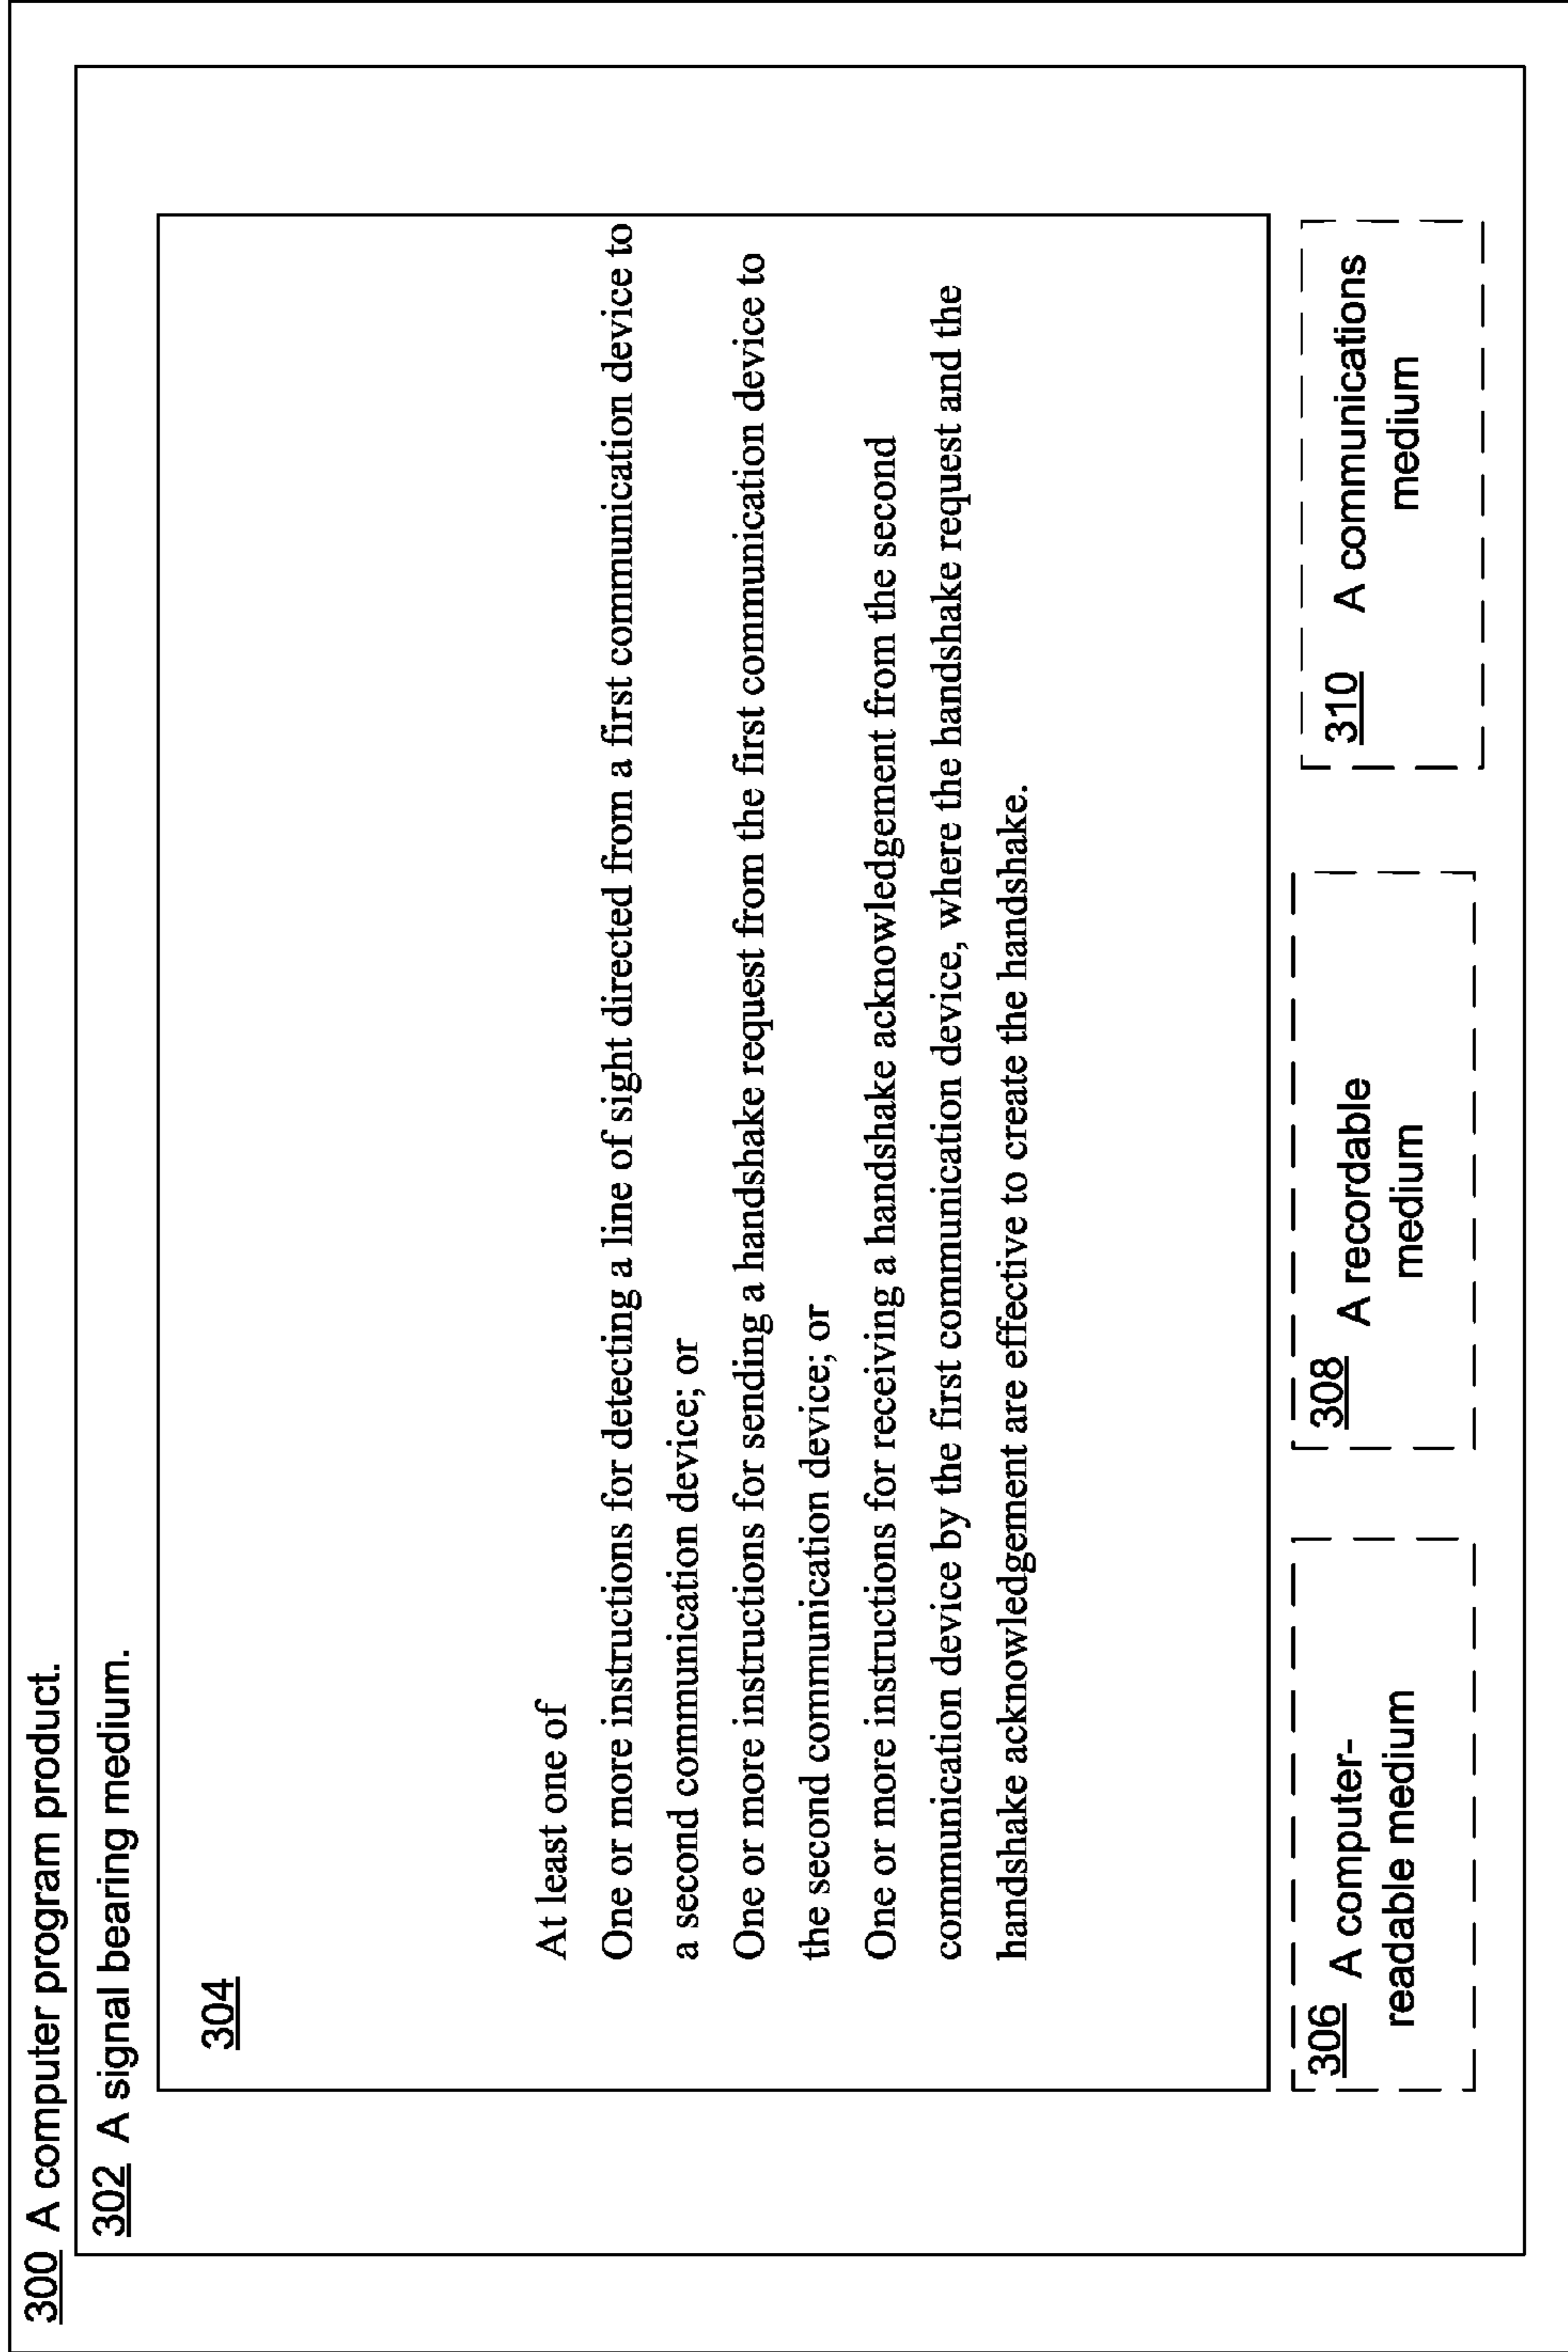 300 A computer program product.
302 A signal bearing medium.
304
At least one of
One or more instructions for detecting a line of sight directed from a first communication device to
a second communication device; or
One or more instructions for sending a handshake request from the first communication device to
the second communication device; or
One or more instructions for receiving a handshake acknowledgement from the second
communication device by the first communication device, where the handshake request and the
handshake acknowledgement are effective to create the handshake.
306 A computer-
readable medium
308 A recordable
medium
310 A communications
medium